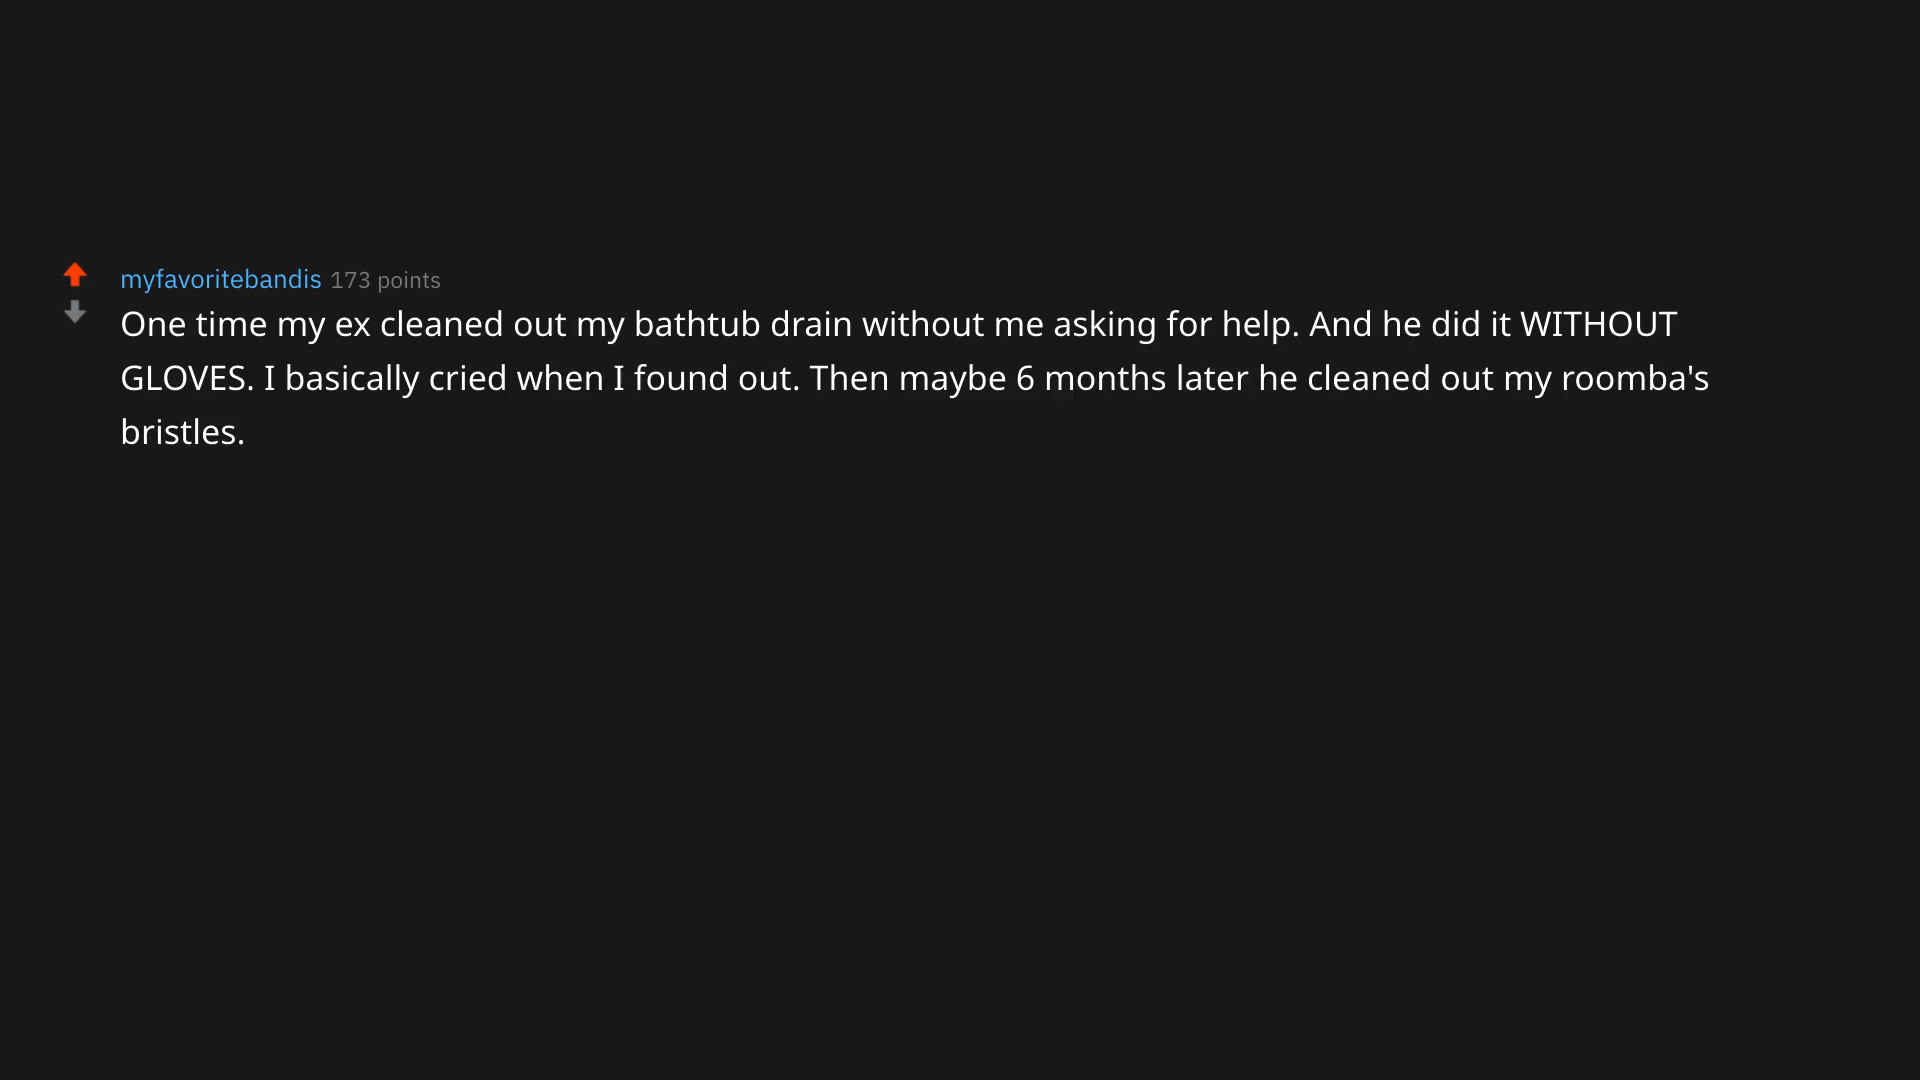 myfavoritebandis 173 points
One time my ex cleaned out my bathtub drain without me asking for help. And he did it WITHOUT
GLOVES. I basically cried when I found out. Then maybe 6 months later he cleaned out my roomba's
bristles.